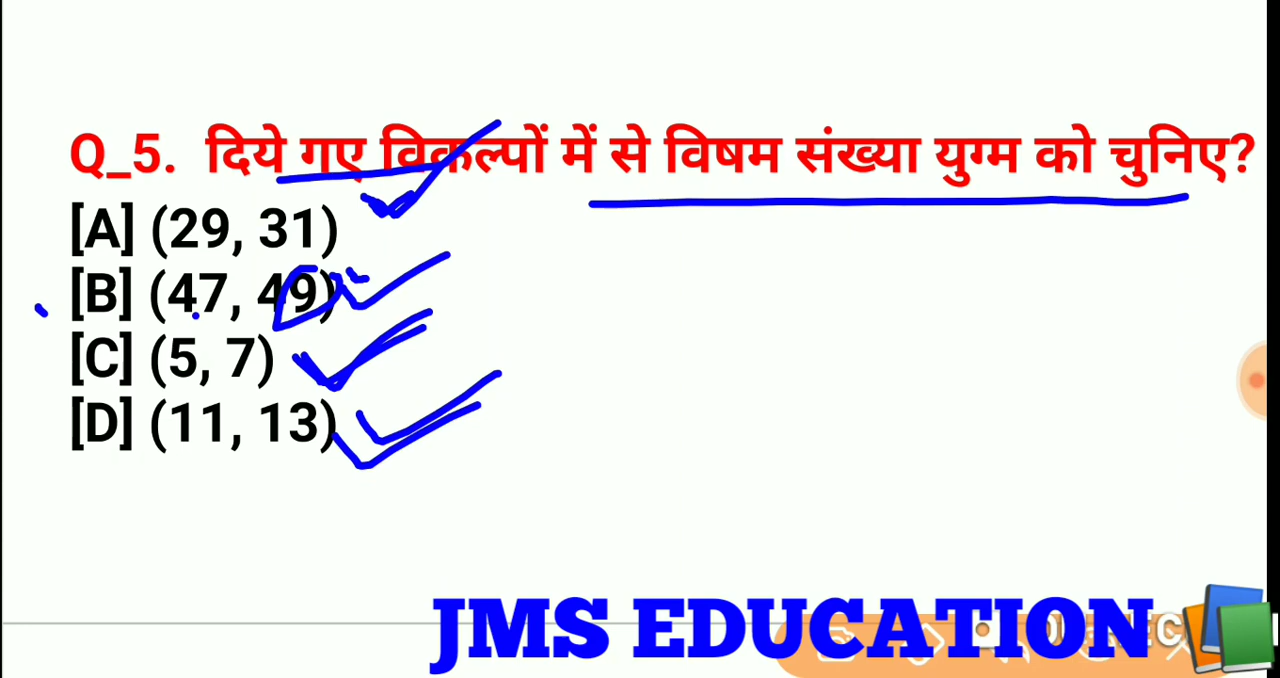 Q_5. दिये गए विकल्पों में से विषम संख्या युग्म को चुनिए?
[A] (29, 31)
[B] (47, 49)
[C] (5, 7)
[D] (11, 13)
JMS EDUCATION